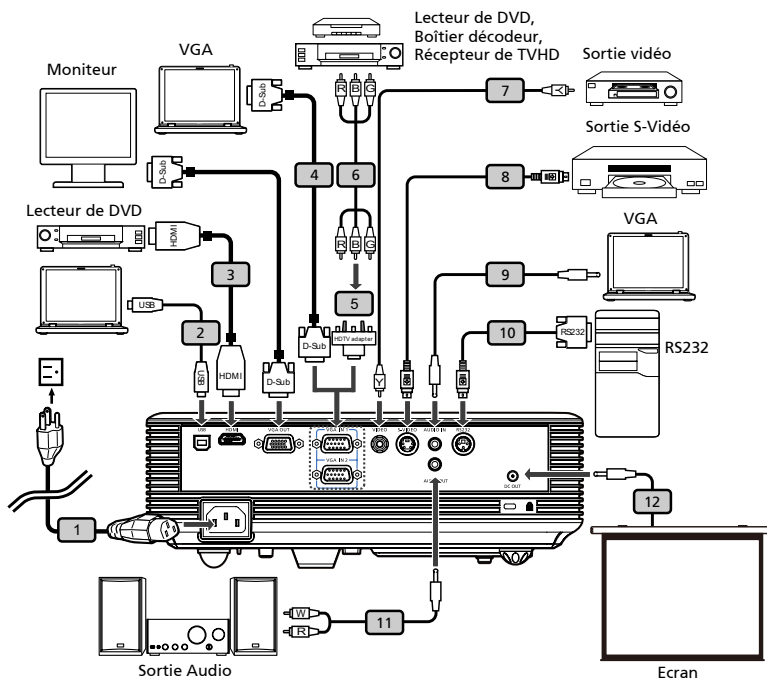 Lecteur de DVD,
Boîtier décodeur,
Récepteur de TVHD
VGA
Moniteur
Sortie vidéo
D-Sub
R B G
7
Y
Sortie S-Vidéo
D-Sub
4
6
8
Lecteur de DVD
HDMI
VGA
R B G
3
9
5
USB
2
10
RS232
RS232
D-Sub
HDTV adapter
USB
HDMI
D-Sub
Y
USB
HDMI
VGA OUT
VGA IN 1
VIDEO
S-VIDEO
AUDIO IN
RS232
VGA IN 2
DC OUT
12
1
W
R
11
Sortie Audio
Ecran